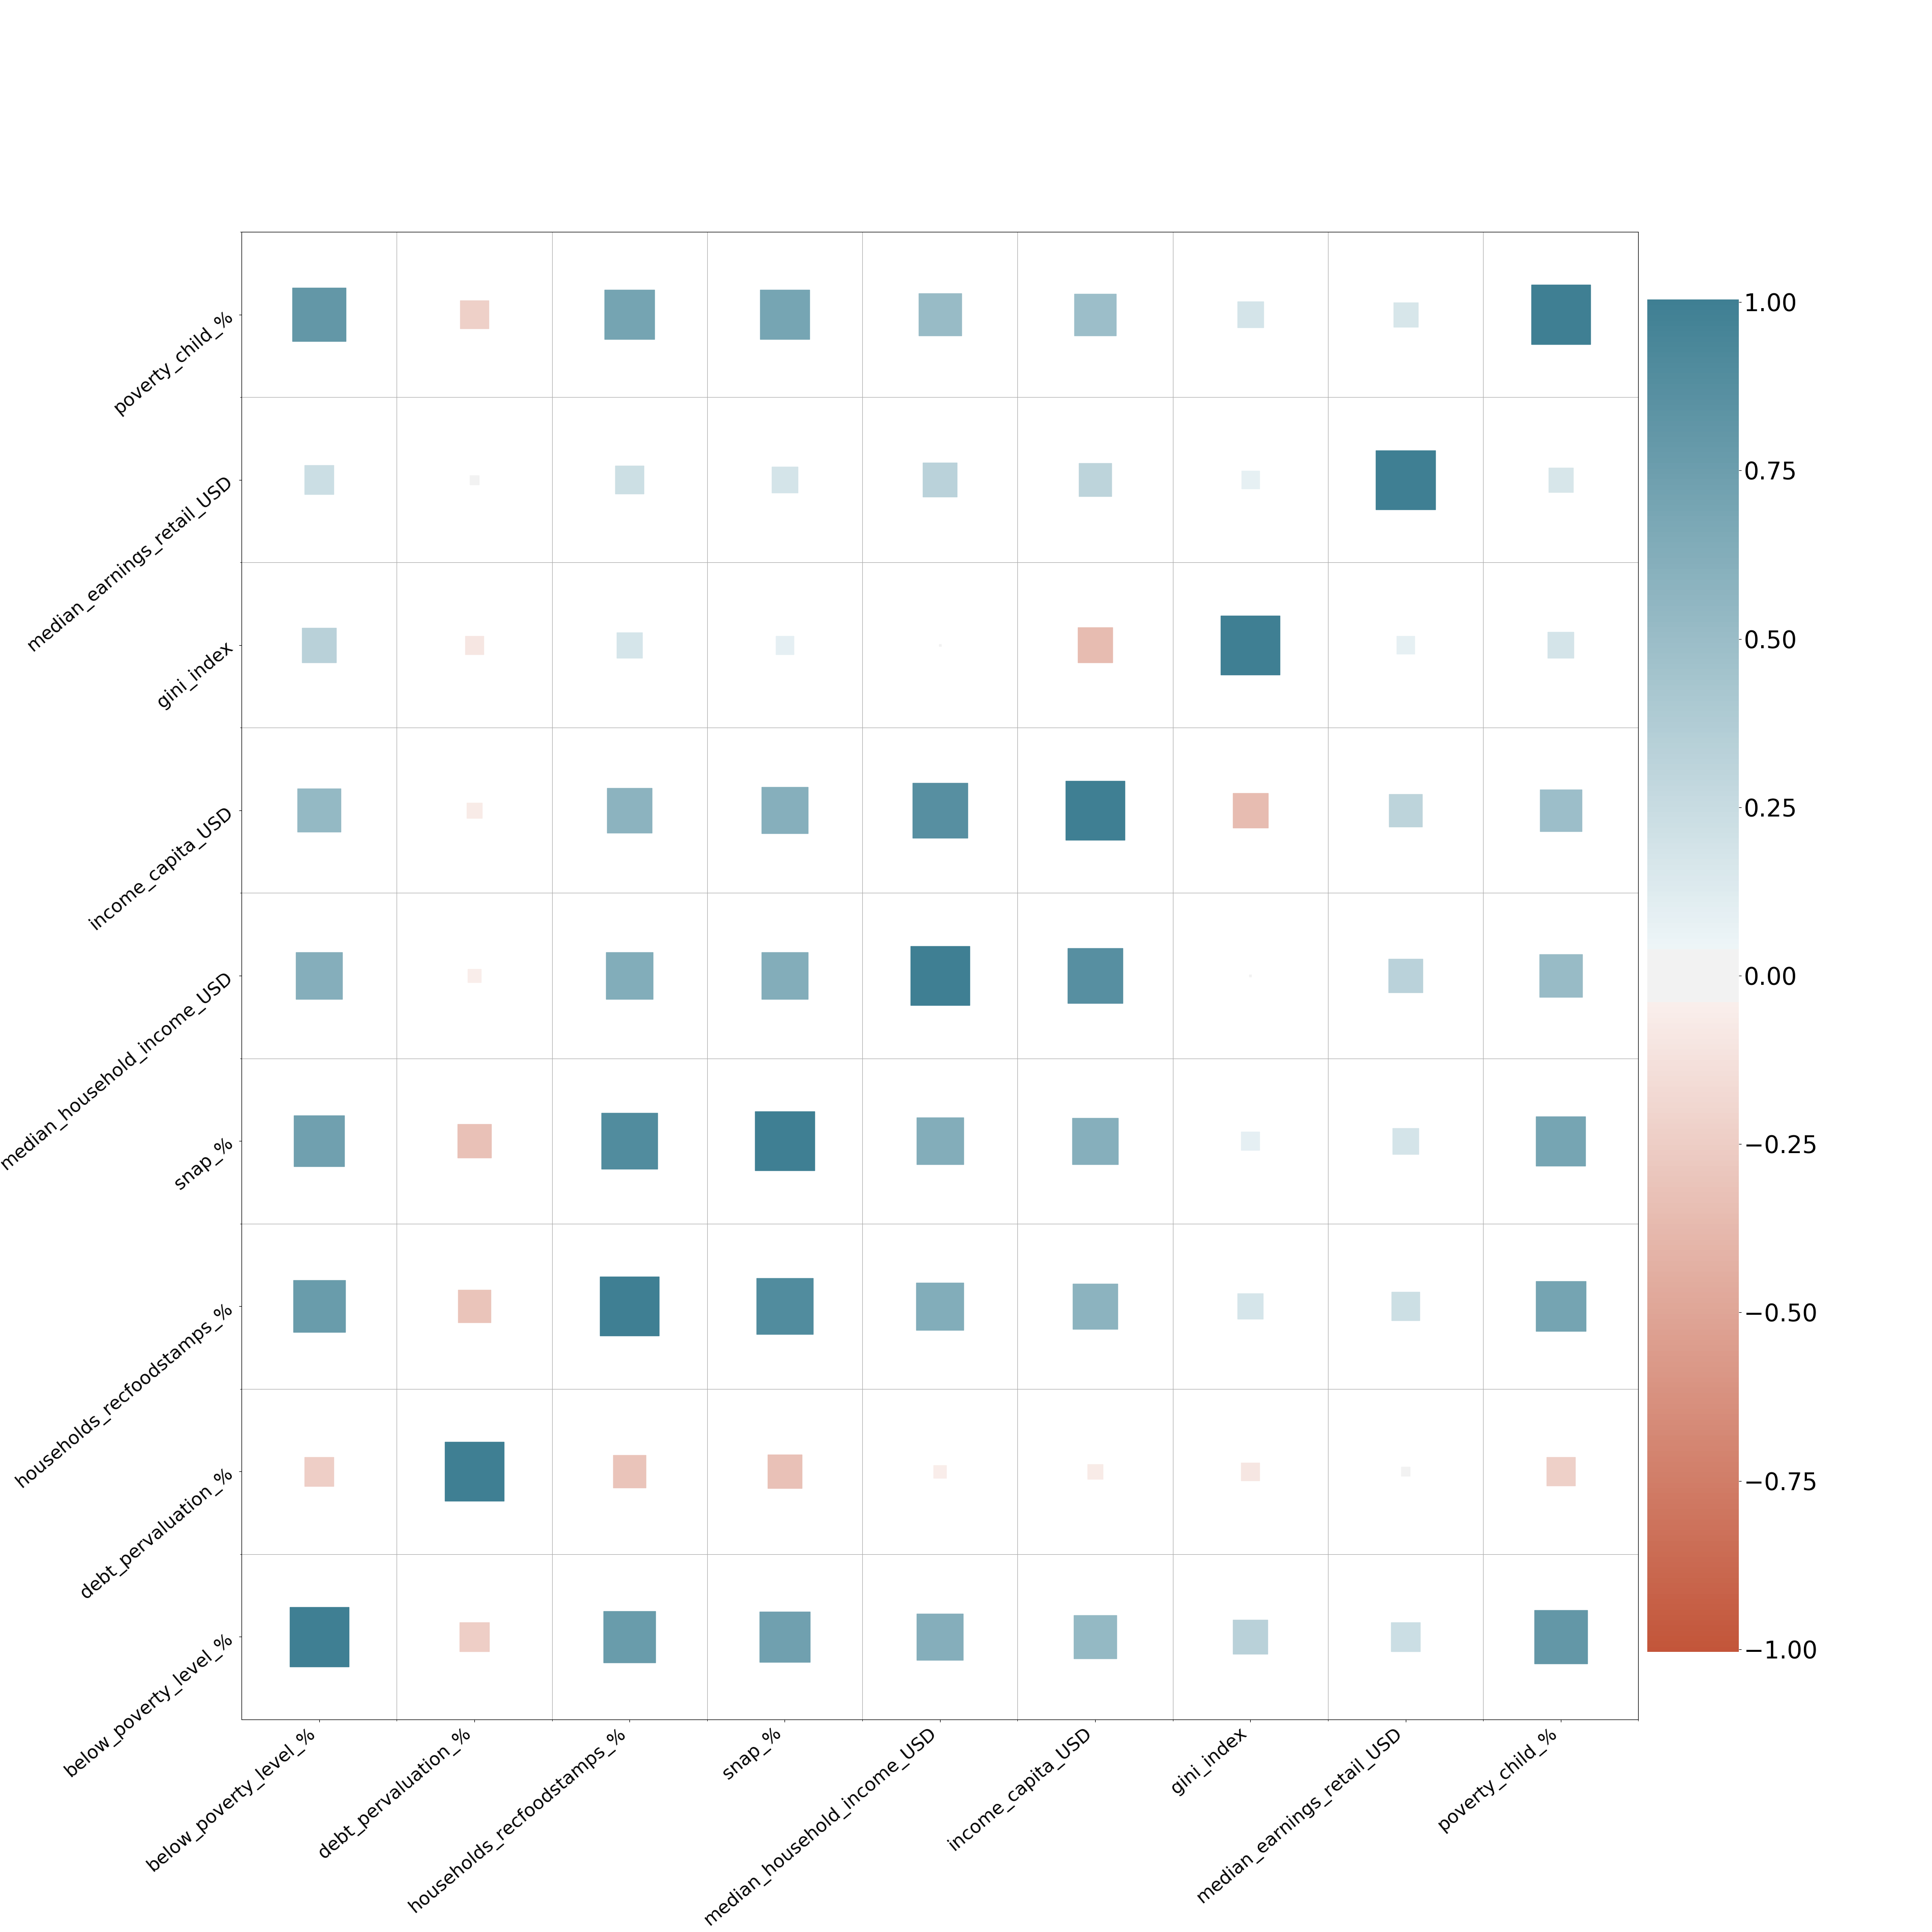 poverty_child_%
median_earnings_retail_USD
gini_index
income_capita_USD
median_household_income_USD
snap_%
households_recfoodstamps_%
debt_pervaluation_%
below_poverty_level_%
below_poverty_level_%
debt_pervaluation_%
households_recfoodstamps_%
snap_%
median_household_income_USD
income_capita_USD
gini_index
median_earnings_retail_USD
poverty_child_%
1.00
0.75
0.50
0.25
0.00
−0.25
−0.50
−0.75
−1.00